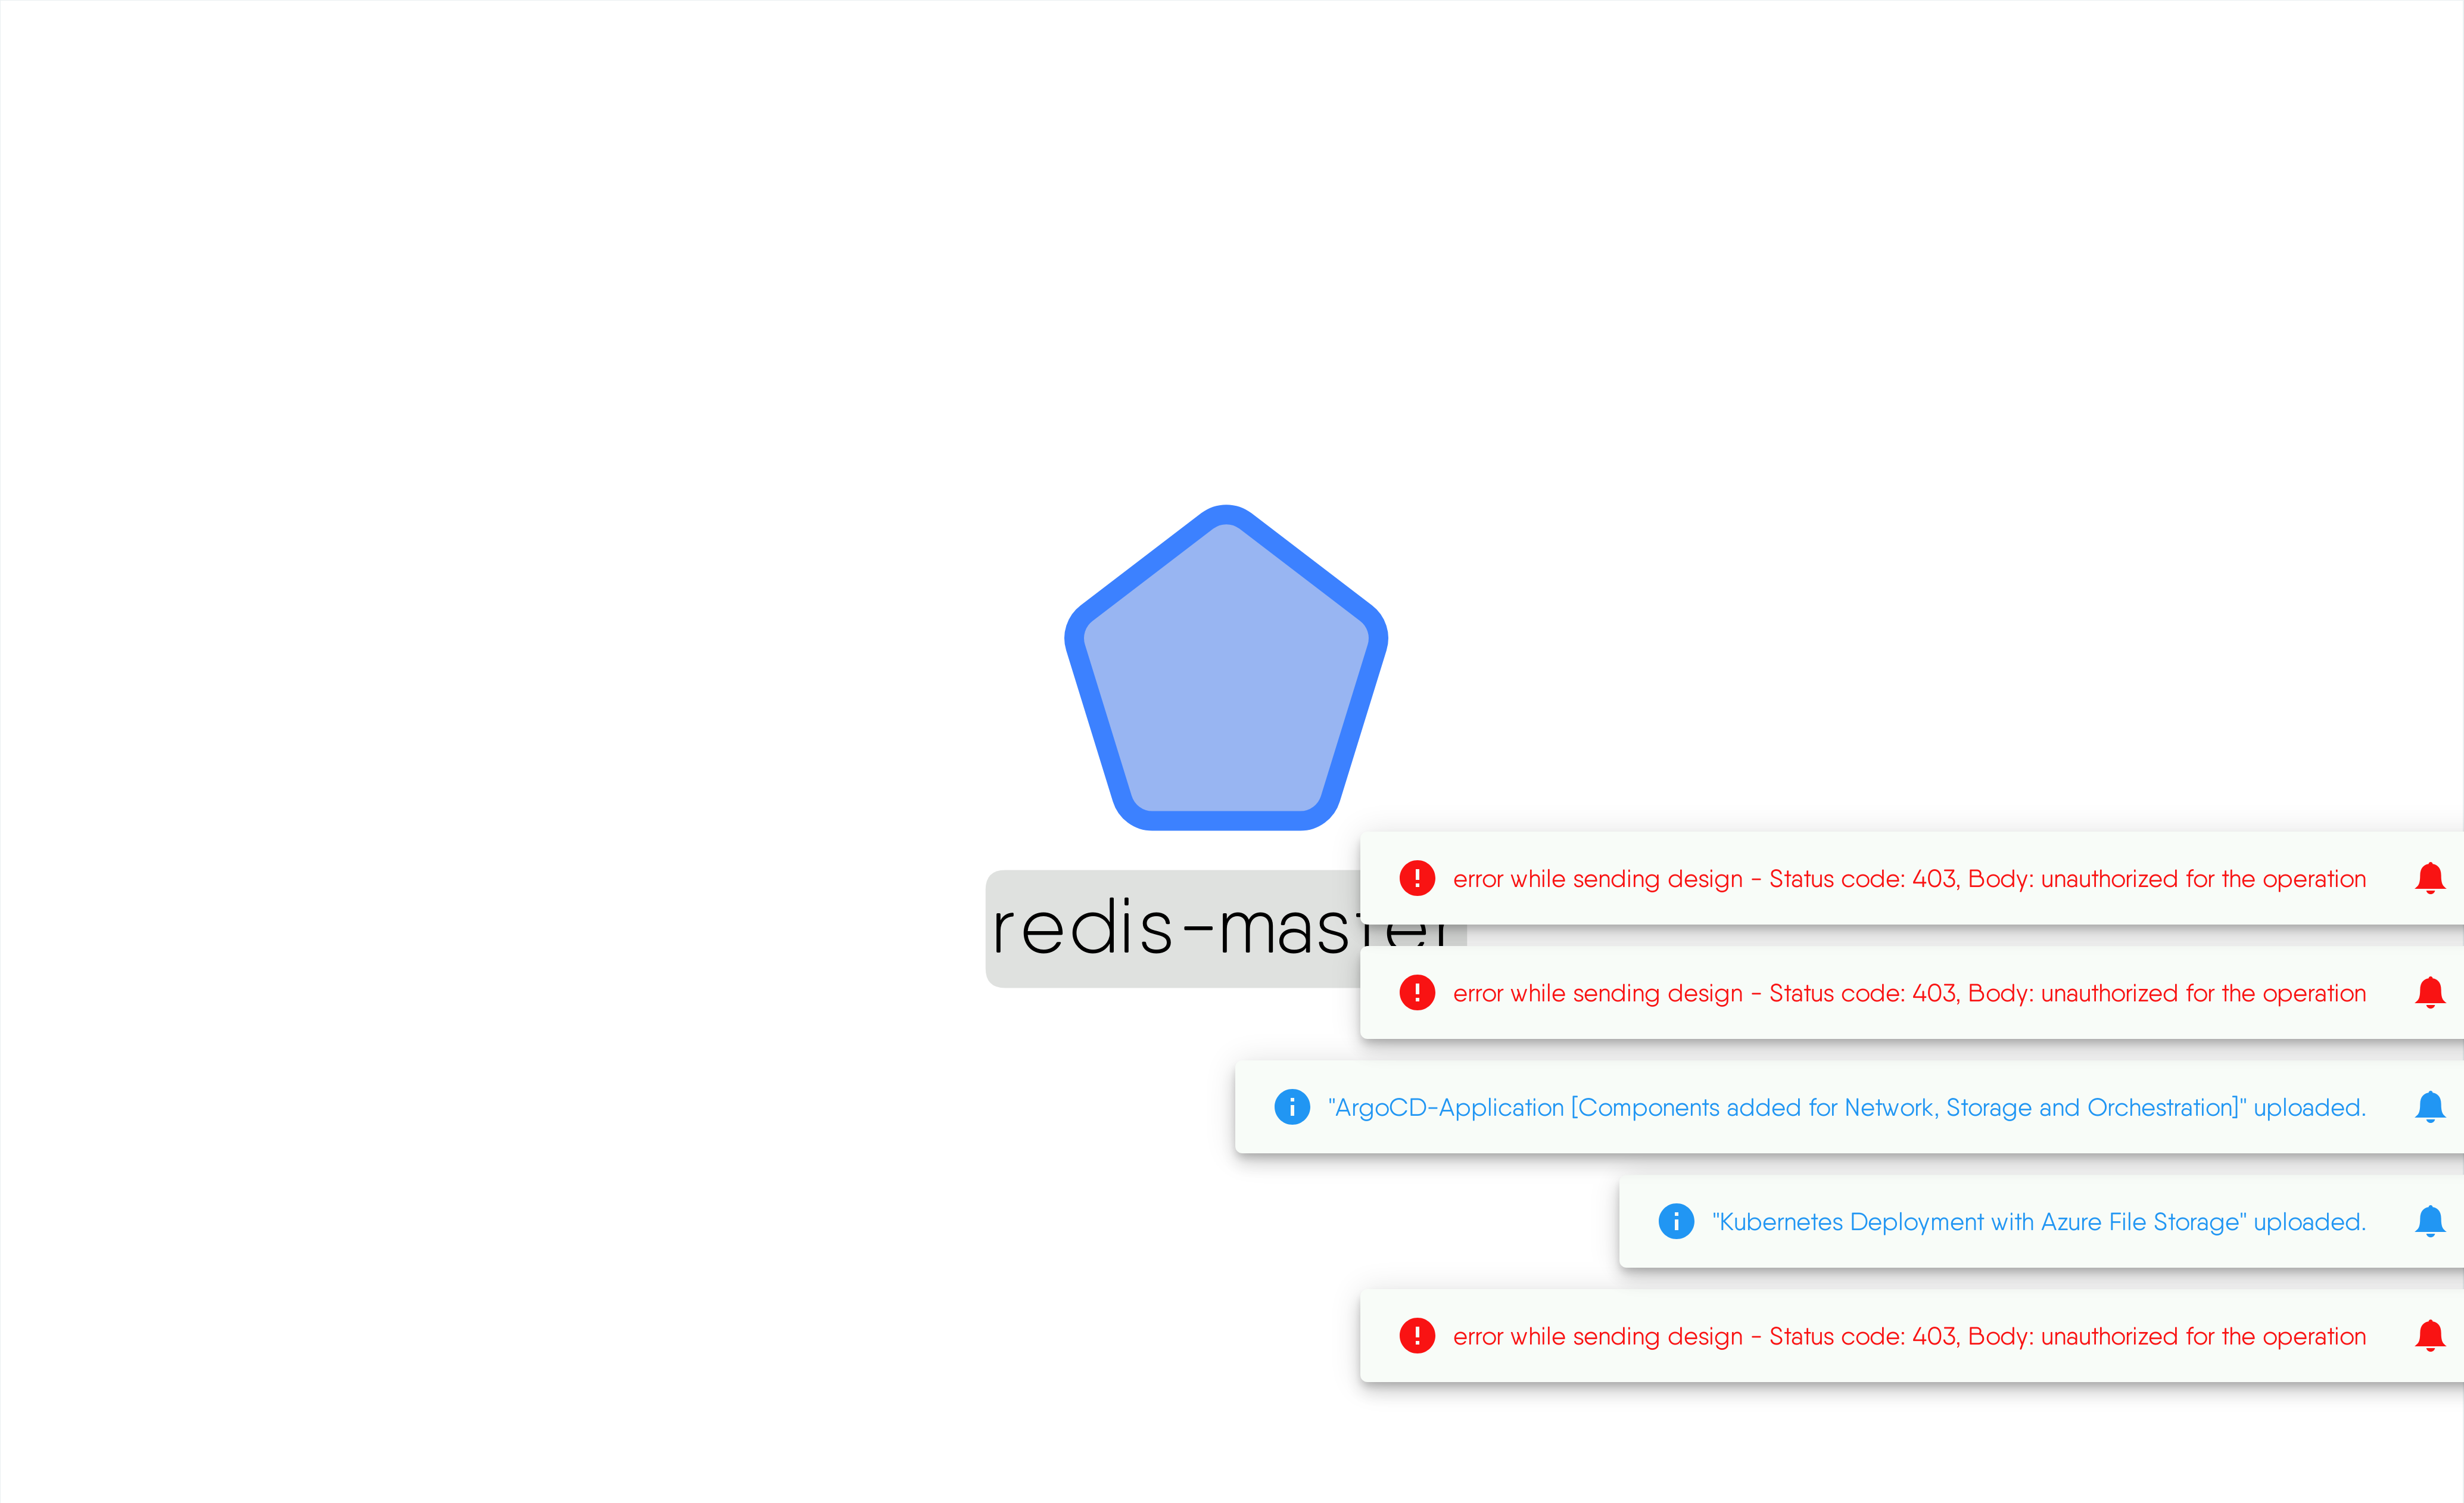 redis-master
error while sending design - Status code: 403, Body: unauthorized for the operation
error while sending design - Status code: 403, Body: unauthorized for the operation
"ArgoCD-Application [Components added for Network, Storage and Orchestration]" uploaded.
"Kubernetes Deployment with Azure File Storage" uploaded.
error while sending design - Status code: 403, Body: unauthorized for the operation